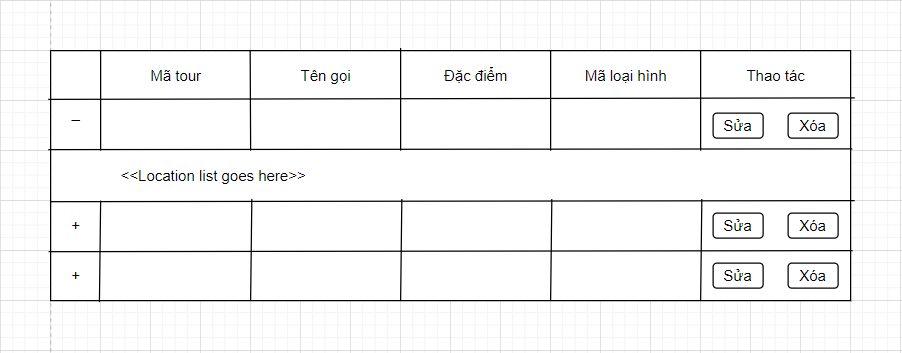 Mã tour Tên gọi Đặc điểm Mã loại hình Thao tác
– Sửa Xóa
<<Location list goes here>>
+ Sửa Xóa
+ Sửa Xóa